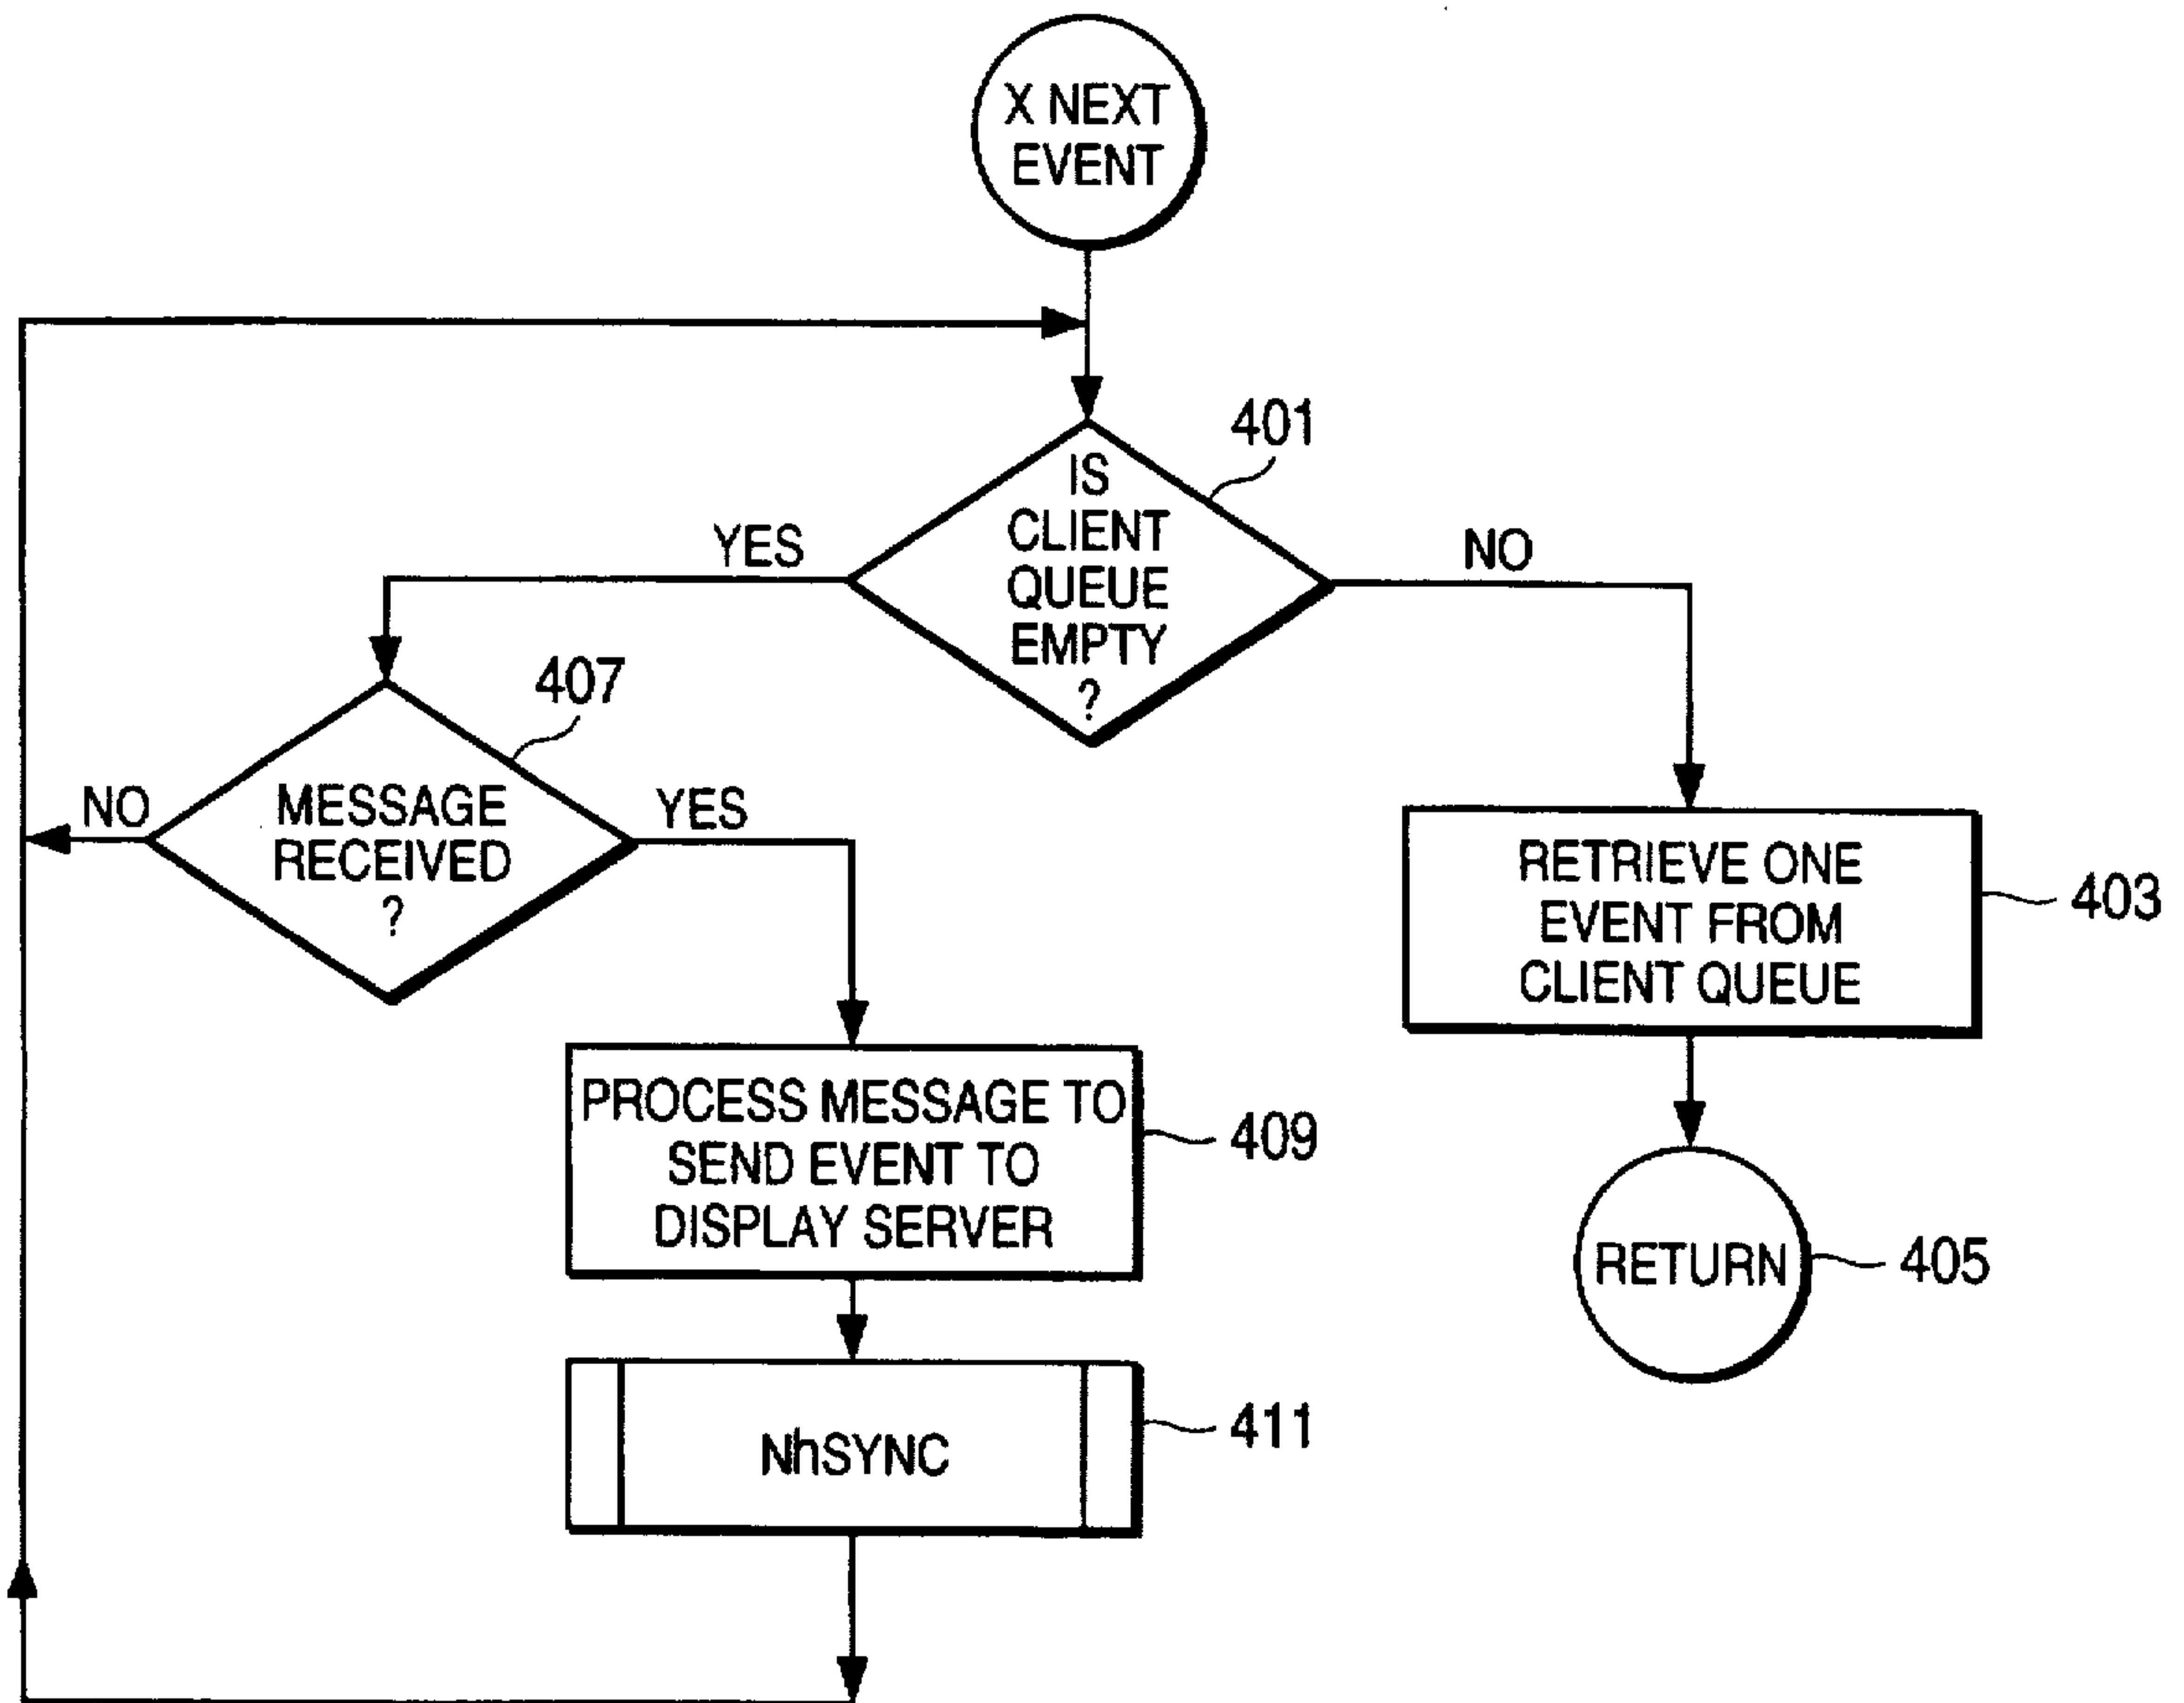 X NEXT
EVENT
401
IS
CLIENT
QUEUE
EMPTY
?
YES
NO
407
MESSAGE
RECEIVED
?
NO
YES
RETRIEVE ONE
EVENT FROM
CLIENT QUEUE
403
PROCESS MESSAGE TO
SEND EVENT TO
DISPLAY SERVER
409
RETURN
405
NhSYNC
411